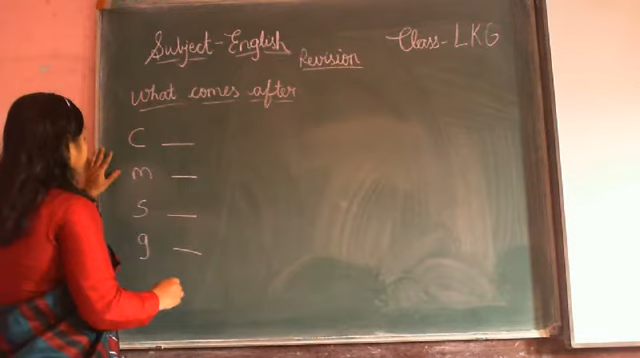 Subject-English Class-LKG
Revision
What comes after
C __
m __
s __
g __